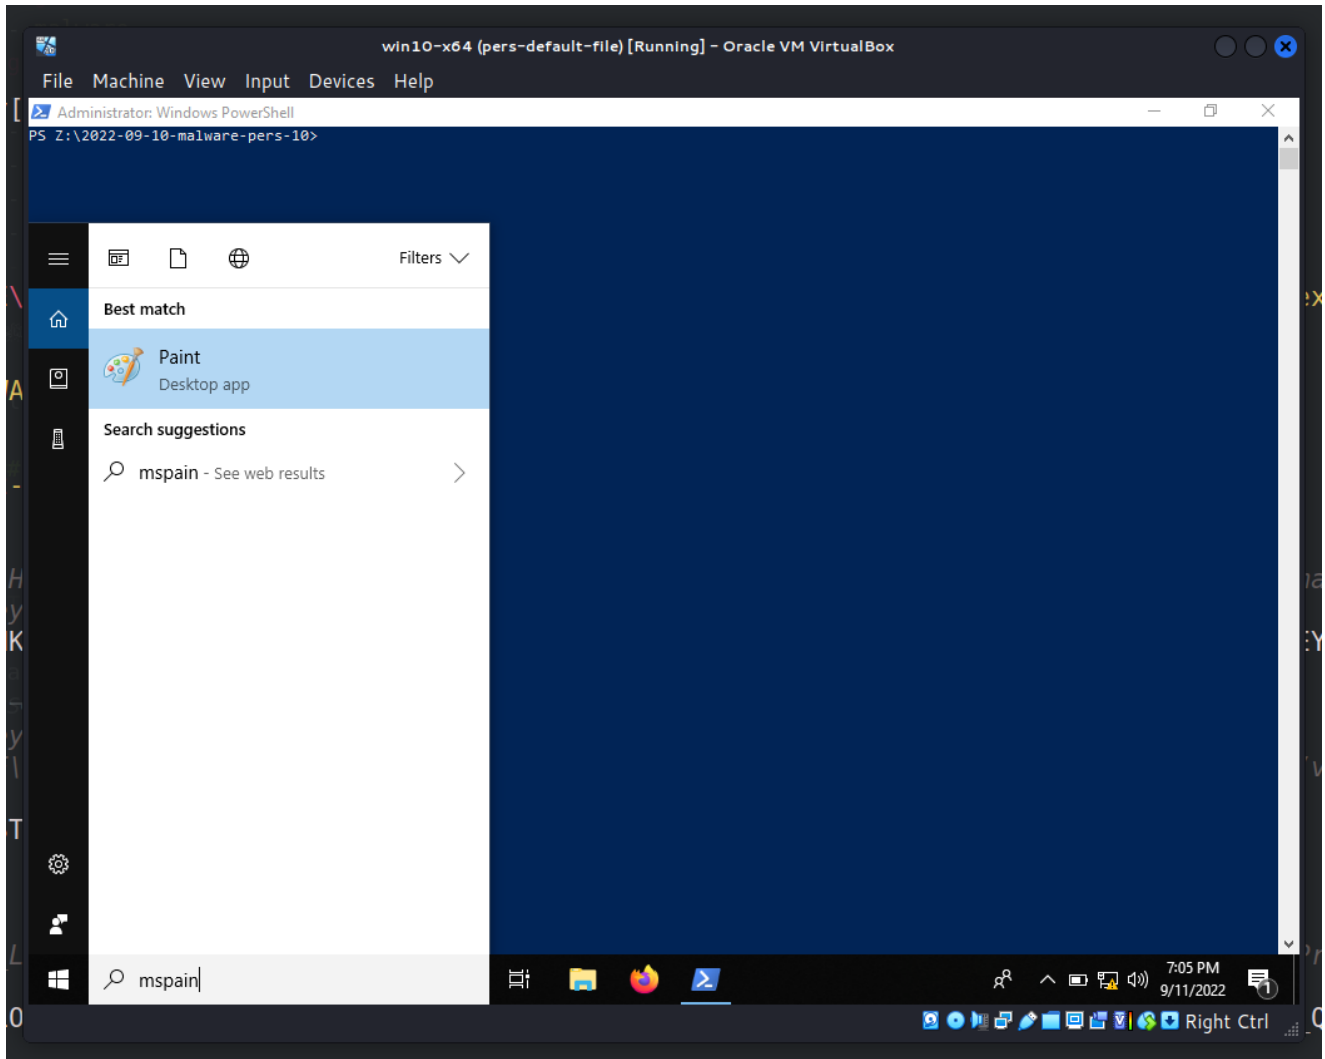 win10-x64 (pers-default-file) [Running] - Oracle VM VirtualBox
File Machine View Input Devices Help
Administrator: Windows PowerShell
PS Z:\2022-09-10-malware-pers-10>
Filters
Best match
Paint
Desktop app
Search suggestions
mspain - See web results
mspain
7:05 PM
9/11/2022
1
Right Ctrl